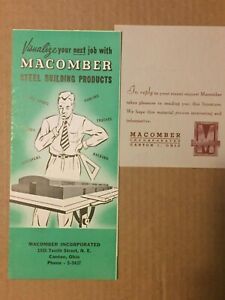 Visualize your next job with
MACOMBER
STEEL BUILDING PRODUCTS
PURLINS
TRUSSES
MACOMBER INCORPORATED
Tenth Street, N. E.
Canton, Ohio
Phone -
In reply to your recent request Macomber
takes pleasure in sending you this literature.
We hope this material proves interesting and
informative.
MACOMBER
INCORPORATED
CANTON 1, OHIO
M